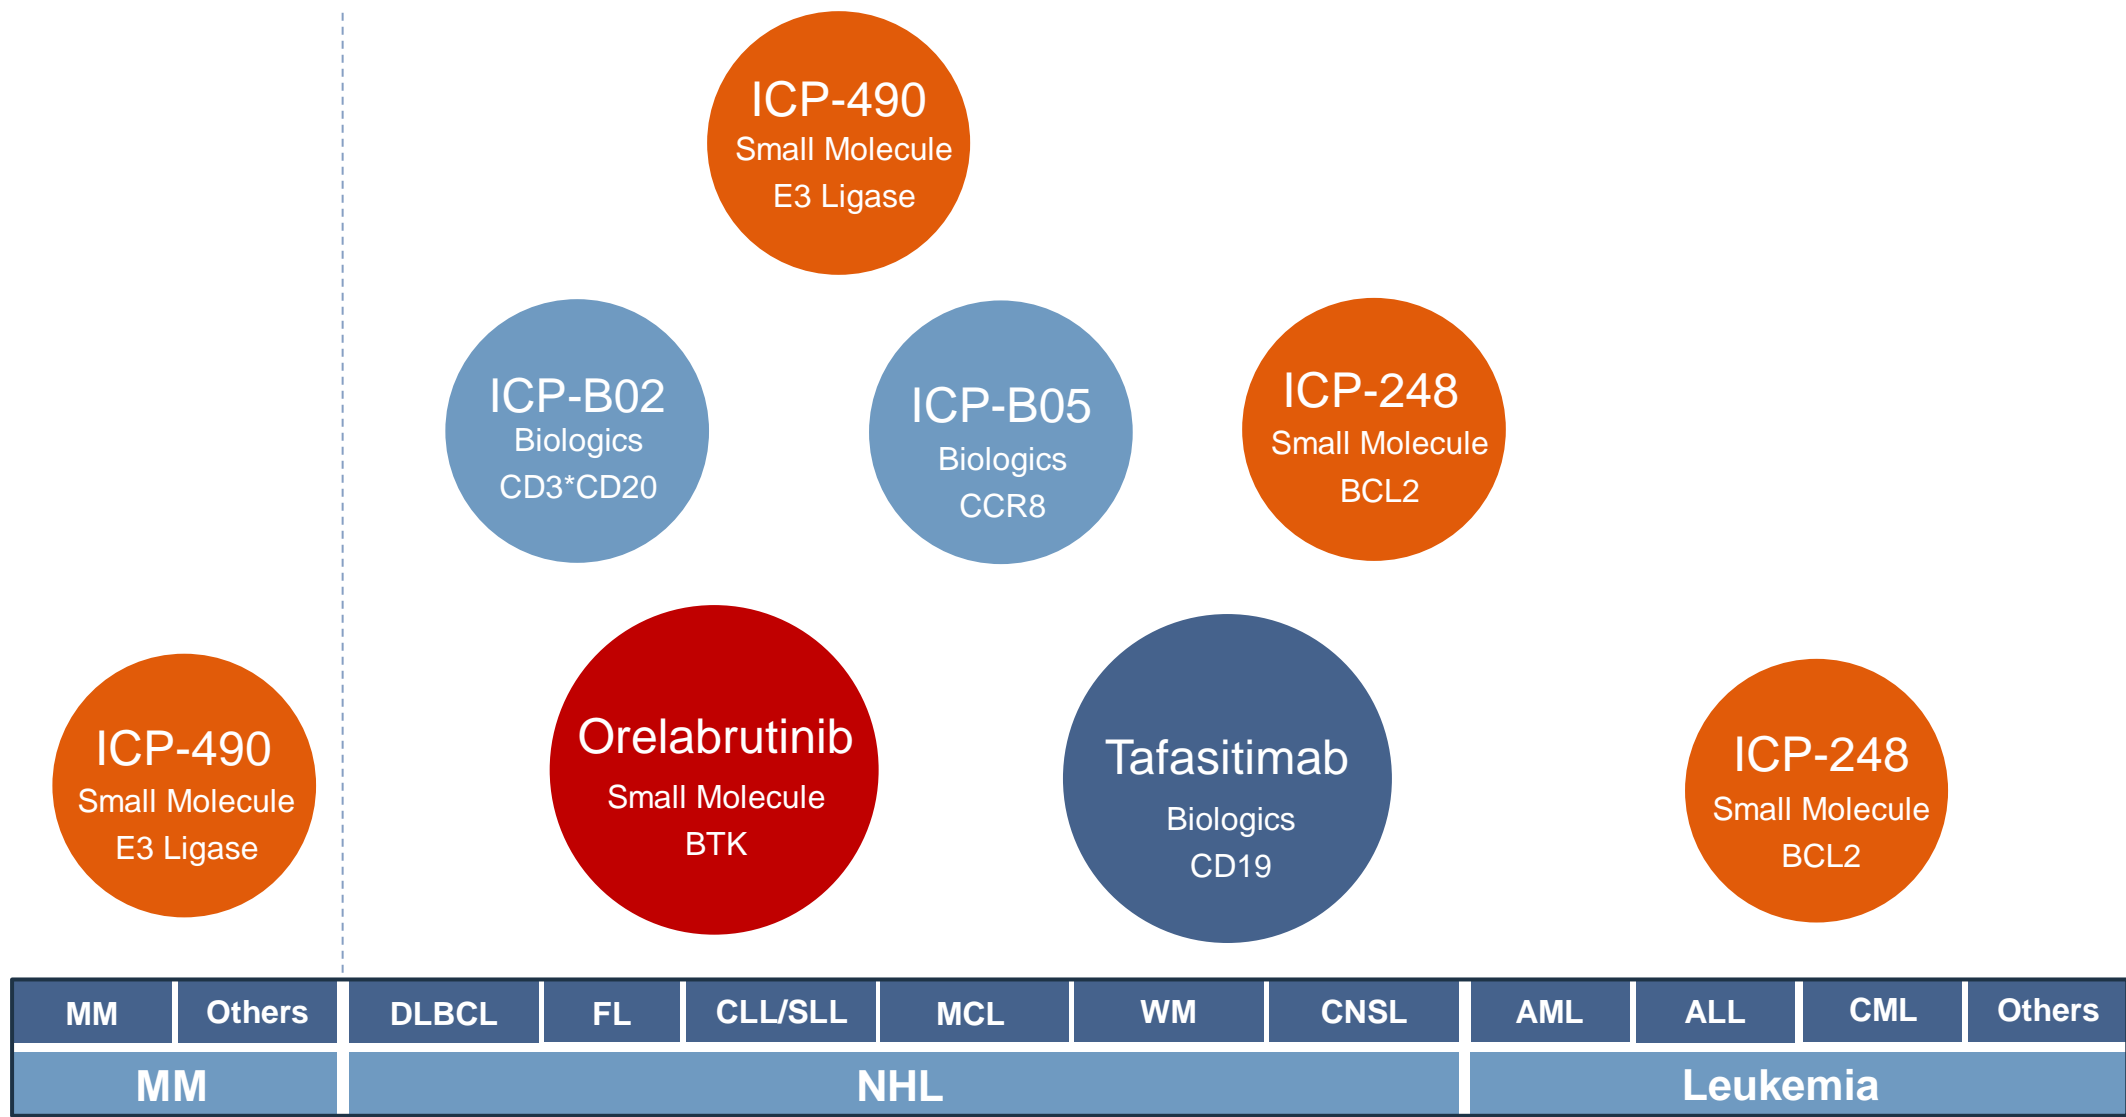 ICP-490
Small Molecule
E3 Ligase
ICP-B02
Biologics
CD3*CD20
ICP-B05
Biologics
CCR8
ICP-248
Small Molecule
BCL2
ICP-490
Small Molecule
E3 Ligase
Orelabrutinib
Small Molecule
BTK
Tafasitimab
Biologics
CD19
ICP-248
Small Molecule
BCL2
MM Others DLBCL FL CLL/SLL MCL WM CNSL AML ALL CML Others
MM NHL Leukemia